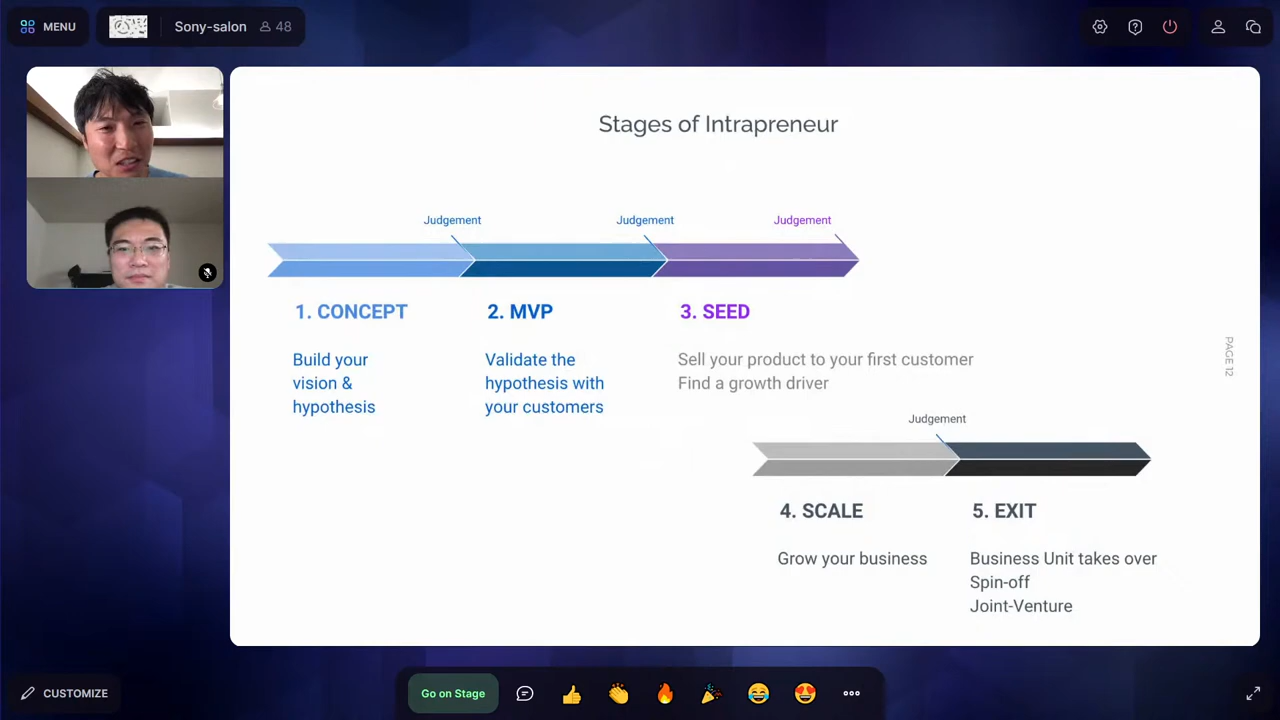 MENU
Sony-salon
48
Stages of Intrapreneur
Judgement
Judgement
Judgement
1. CONCEPT
2. MVP
3. SEED
Build your
vision &
hypothesis
Validate the
hypothesis with
your customers
Sell your product to your first customer
Find a growth driver
PAGE 12
Judgement
4. SCALE
5. EXIT
Grow your business
Business Unit takes over
Spin-off
Joint-Venture
CUSTOMIZE
Go on Stage